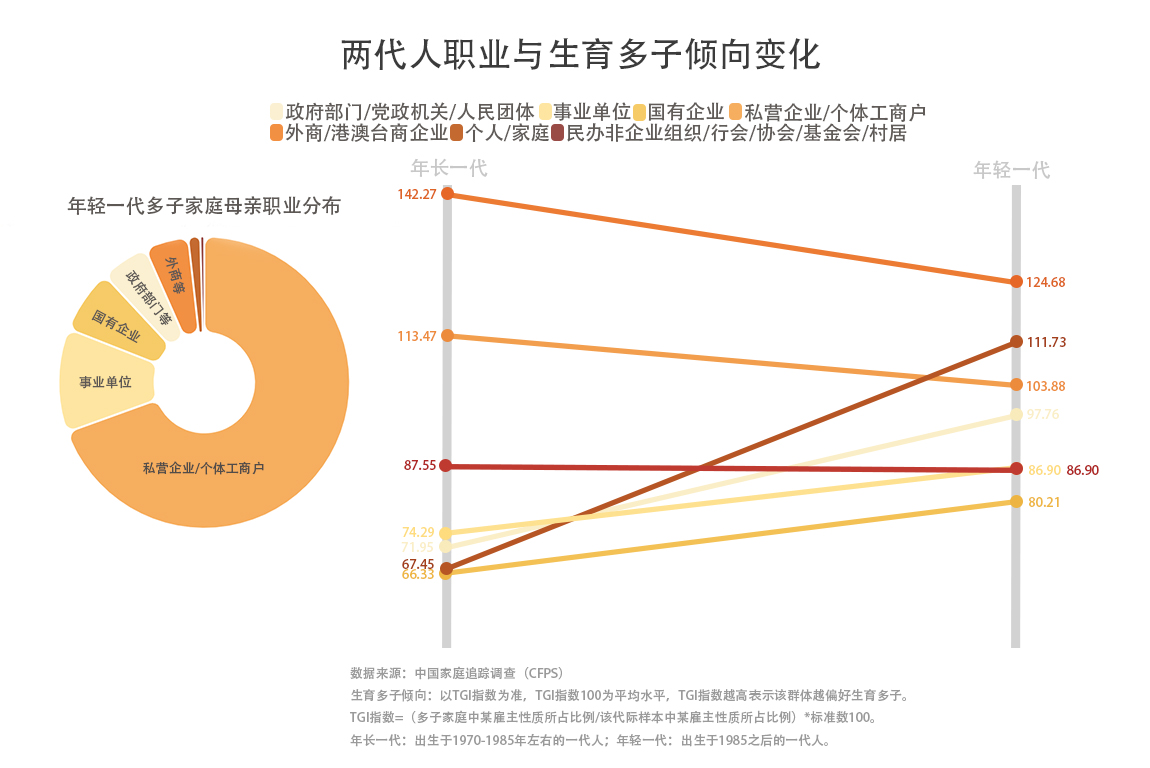 两代人职业与生育多子倾向变化
政府部门/党政机关/人民团体 事业单位 国有企业 私营企业/个体工商户
外商/港澳台商企业 个人/家庭 民办非企业组织/行会/协会/基金会/村居
年长一代
年轻一代
年轻一代多子家庭母亲职业分布
外商等
政府部门等
国有企业
事业单位
私营企业/个体工商户
142.27
113.47
87.55
74.29
71.95
67.45
66.33
124.68
111.73
103.88
97.76
86.90 86.90
80.21
数据来源：中国家庭追踪调查（CFPS）
生育多子倾向：以TGI指数为准，TGI指数100为平均水平，TGI指数越高表示该群体越偏好生育多子。
TGI指数=（多子家庭中某雇主性质所占比例/该代际样本中某雇主性质所占比例）*标准数100。
年长一代：出生于1970-1985年左右的一代人；年轻一代：出生于1985之后的一代人。